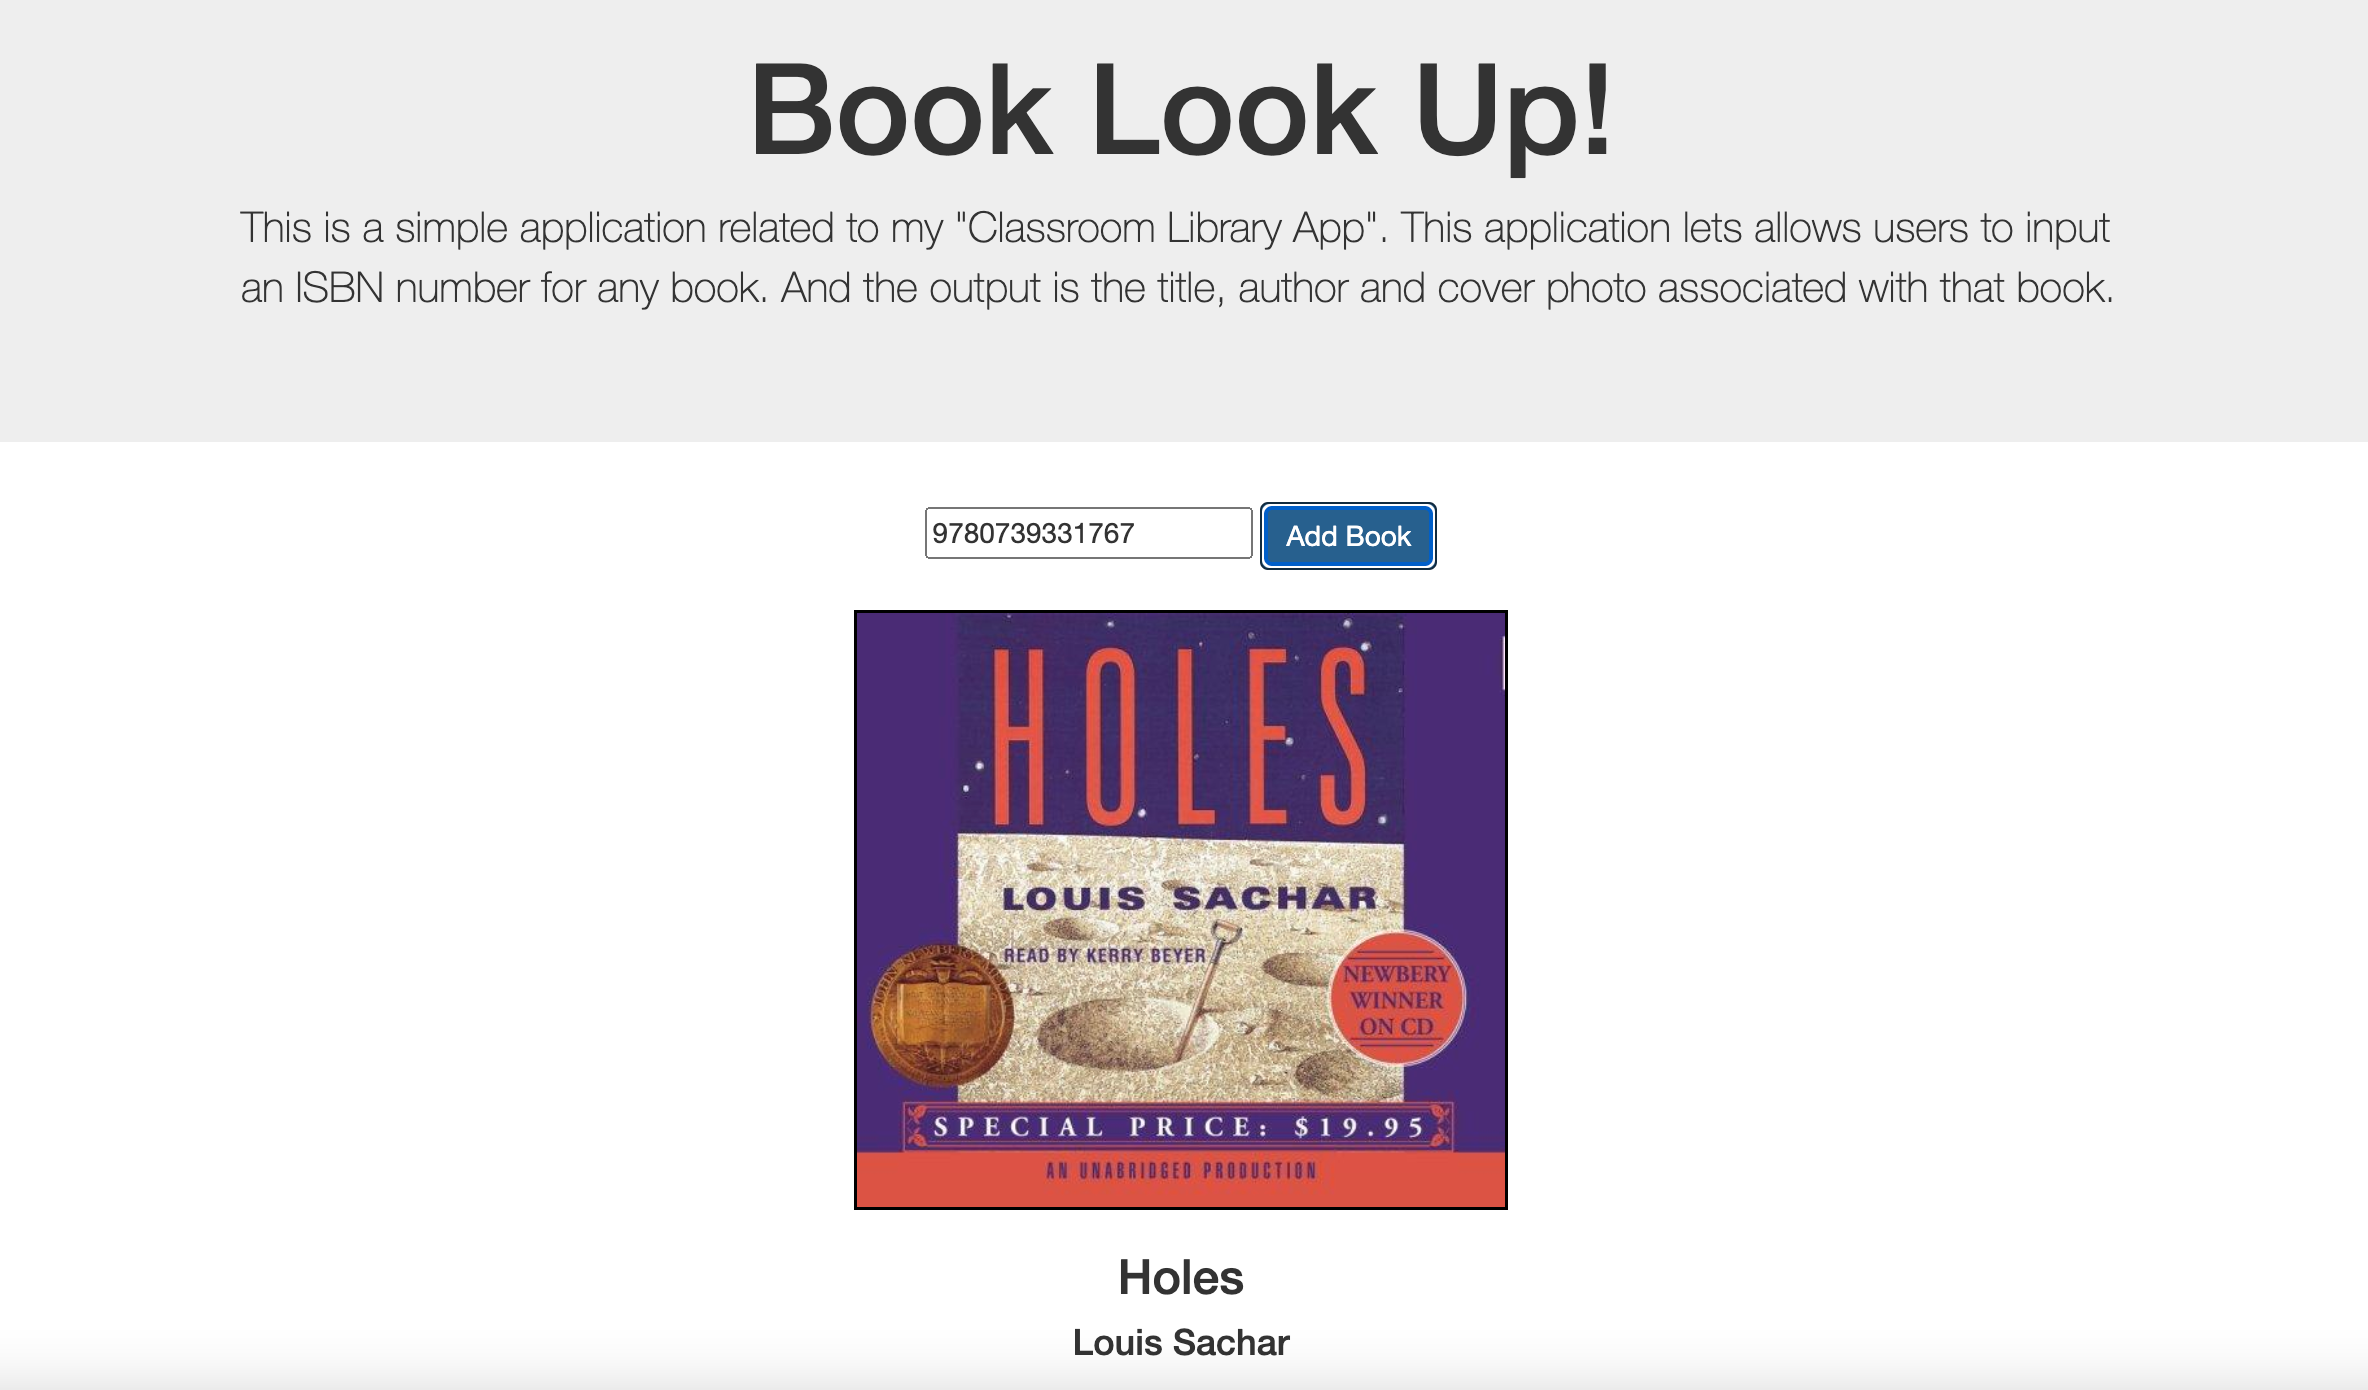 Book Look Up!
This is a simple application related to my "Classroom Library App". This application lets allows users to input
an ISBN number for any book. And the output is the title, author and cover photo associated with that book.
9780739331767
Add Book
HOLES
LOUIS SACHAR
READ BY KERRY BEYER
JOHN NEWBERY MEDAL
NEWBERY
WINNER
ON CD
SPECIAL PRICE: $19.95
AN UNABRIDGED PRODUCTION
Holes
Louis Sachar